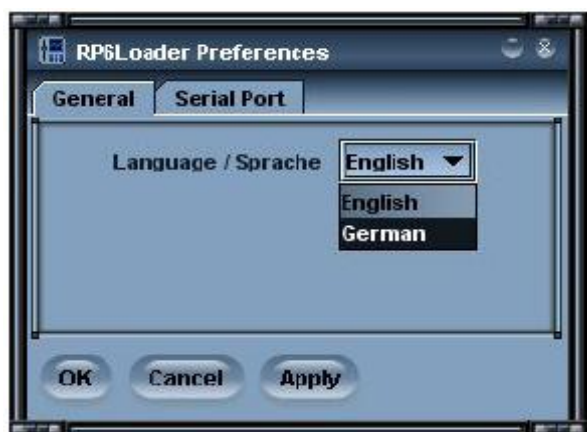 RP6Loader Preferences
General Serial Port
Language / Sprache English
English
German
OK Cancel Apply